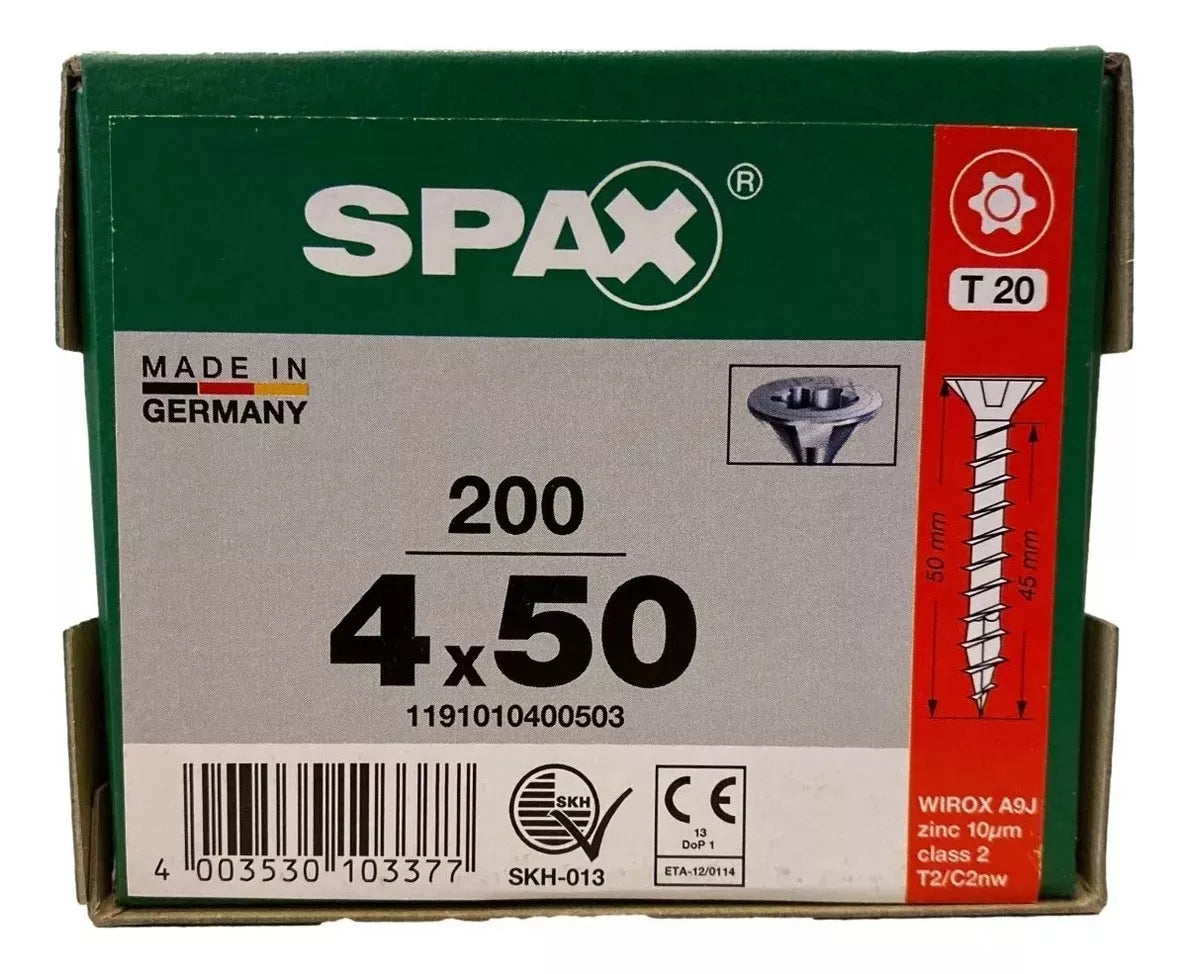 SPAX®
T 20
MADE IN
GERMANY
200
4x50
1191010400503
50 mm
45 mm
4 003530 103377
SKH
SKH-013
CE
13
DoP 1
ETA-12/0114
WIROX A9J
zinc 10µm
class 2
T2/C2nw